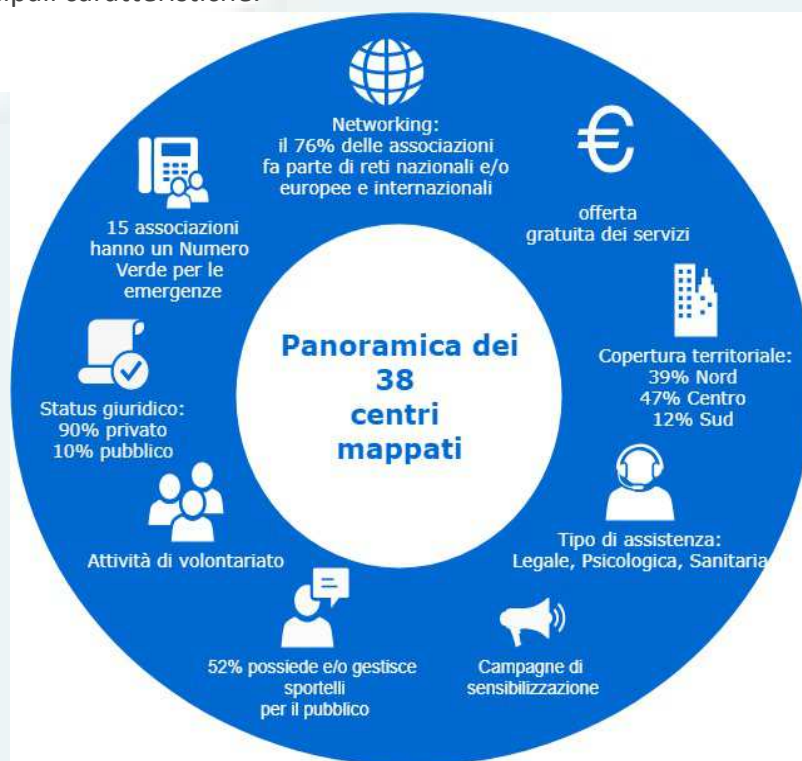 caratteristiche.
Networking:
il 76% delle associazioni
fa parte di reti nazionali e/o
europee e internazionali
€
offerta
gratuita dei servizi
Copertura territoriale:
39% Nord
47% Centro
12% Sud
Tipo di assistenza:
Legale, Psicologica, Sanitaria
Campagne di
sensibilizzazione
52% possiede e/o gestisce
sportelli
per il pubblico
Attività di volontariato
Status giuridico:
90% privato
10% pubblico
15 associazioni
hanno un Numero
Verde per le
emergenze
Panoramica dei
38
centri
mappati